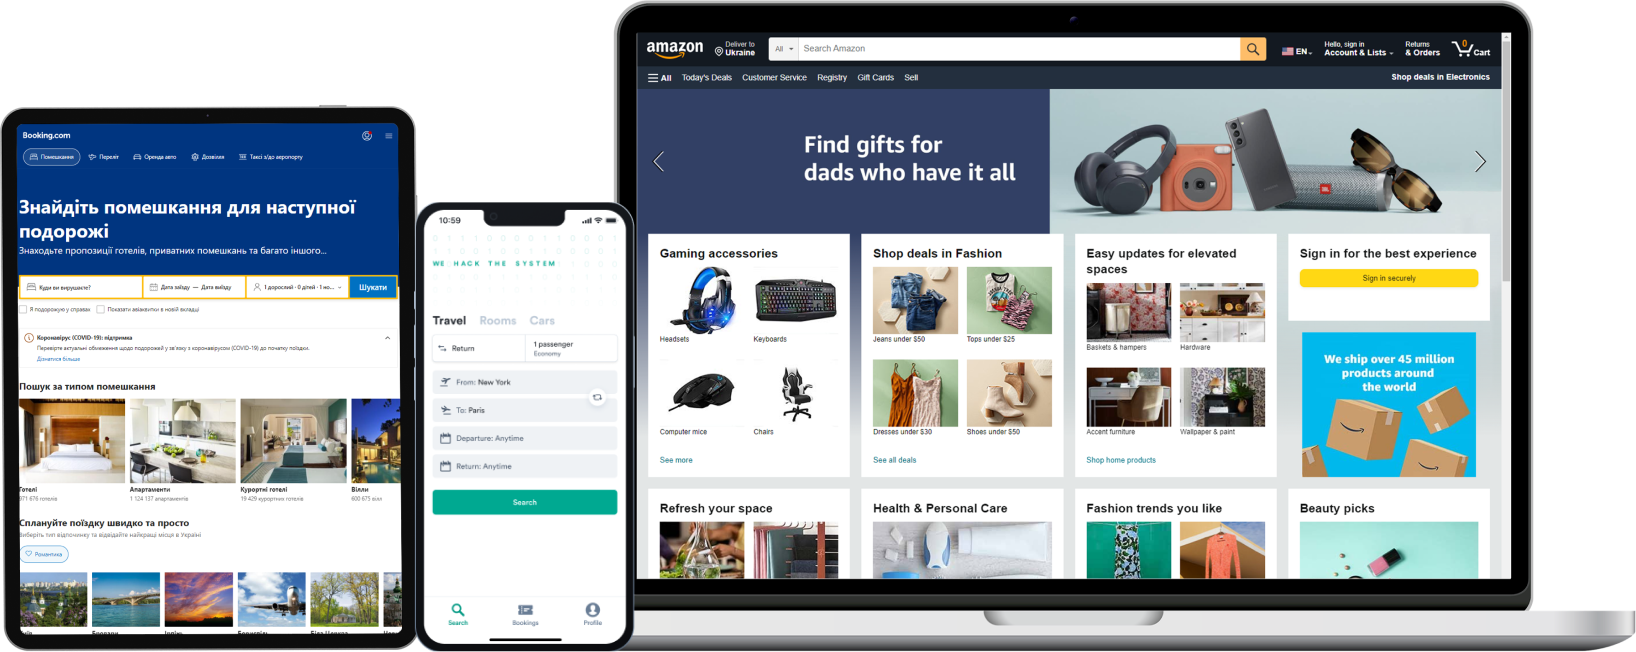 Booking.com
Помешкання
Переліт
Оренда авто
Дозвілля
Таксі з/до аеропорту
Знайдіть помешкання для наступної
подорожі
Знаходьте пропозиції готелів, приватних помешкань та багато іншого...
Куди ви вирушаєте?
Дата заїзду — Дата виїзду
1 дорослий · 0 дітей · 1 но...
Шукати
Я подорожую у справах
Показати авіаквитки в новій вкладці
Коронавірус (COVID-19): підтримка
Перевірте актуальні обмеження щодо подорожей у зв'язку з коронавірусом (COVID-19) до початку поїздки.
Дізнатися більше
Пошук за типом помешкання
Готелі
971 676 готелів
Апартаменти
1 124 137 апартаментів
Курортні готелі
19 429 курортних готелів
Вілли
600 675 вілл
Сплануйте поїздку швидко та просто
Виберіть тип відпочинку та відвідайте найкращі місця в Україні
Романтика
10:59
WE HACK THE SYSTEM
Travel
Rooms
Cars
Return
1 passenger
Economy
From: New York
To: Paris
Departure: Anytime
Return: Anytime
Search
Search
Bookings
Profile
amazon
Deliver to
Ukraine
All
Search Amazon
EN
Hello, sign in
Account & Lists
Returns
& Orders
0
Cart
All
Today's Deals
Customer Service
Registry
Gift Cards
Sell
Shop deals in Electronics
Find gifts for
dads who have it all
JBL
Gaming accessories
Headsets
Keyboards
Computer mice
Chairs
See more
Shop deals in Fashion
Jeans under $50
Tops under $25
Dresses under $30
Shoes under $50
See all deals
Easy updates for elevated
spaces
Baskets & hampers
Hardware
Accent furniture
Wallpaper & paint
Shop home products
Sign in for the best experience
Sign in securely
We ship over 45 million
products around
the world
Refresh your space
Health & Personal Care
Fashion trends you like
Beauty picks